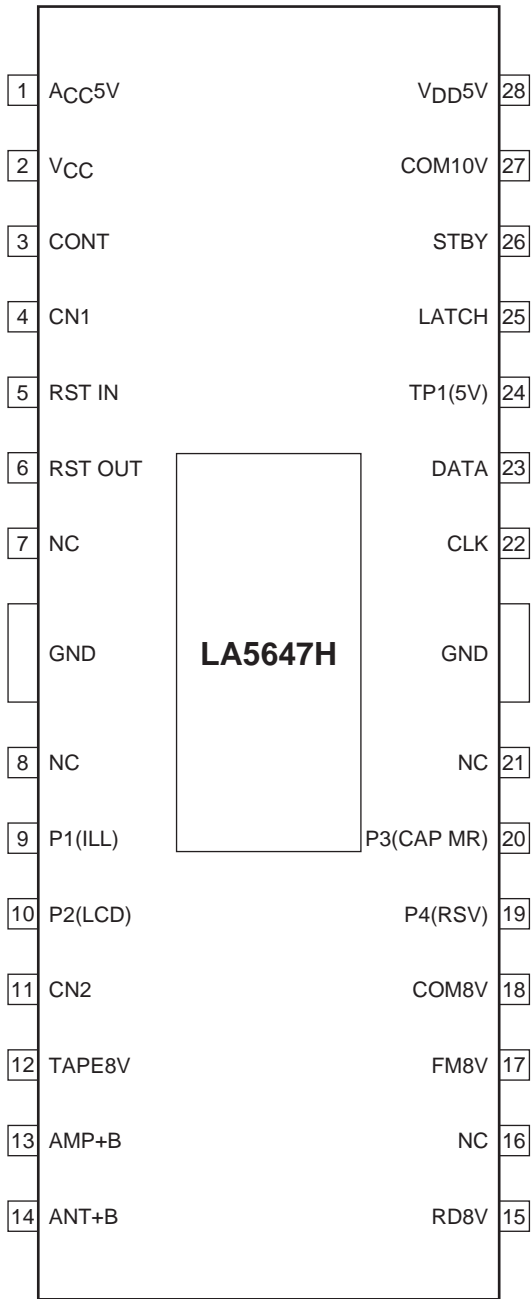 1 ACC5V VDD5V 28
2 VCC COM10V 27
3 CONT STBY 26
4 CN1 LATCH 25
5 RST IN TP1(5V) 24
6 RST OUT DATA 23
7 NC CLK 22
GND LA5647H GND
8 NC NC 21
9 P1(ILL) P3(CAP MR) 20
10 P2(LCD) P4(RSV) 19
11 CN2 COM8V 18
12 TAPE8V FM8V 17
13 AMP+B NC 16
14 ANT+B RD8V 15